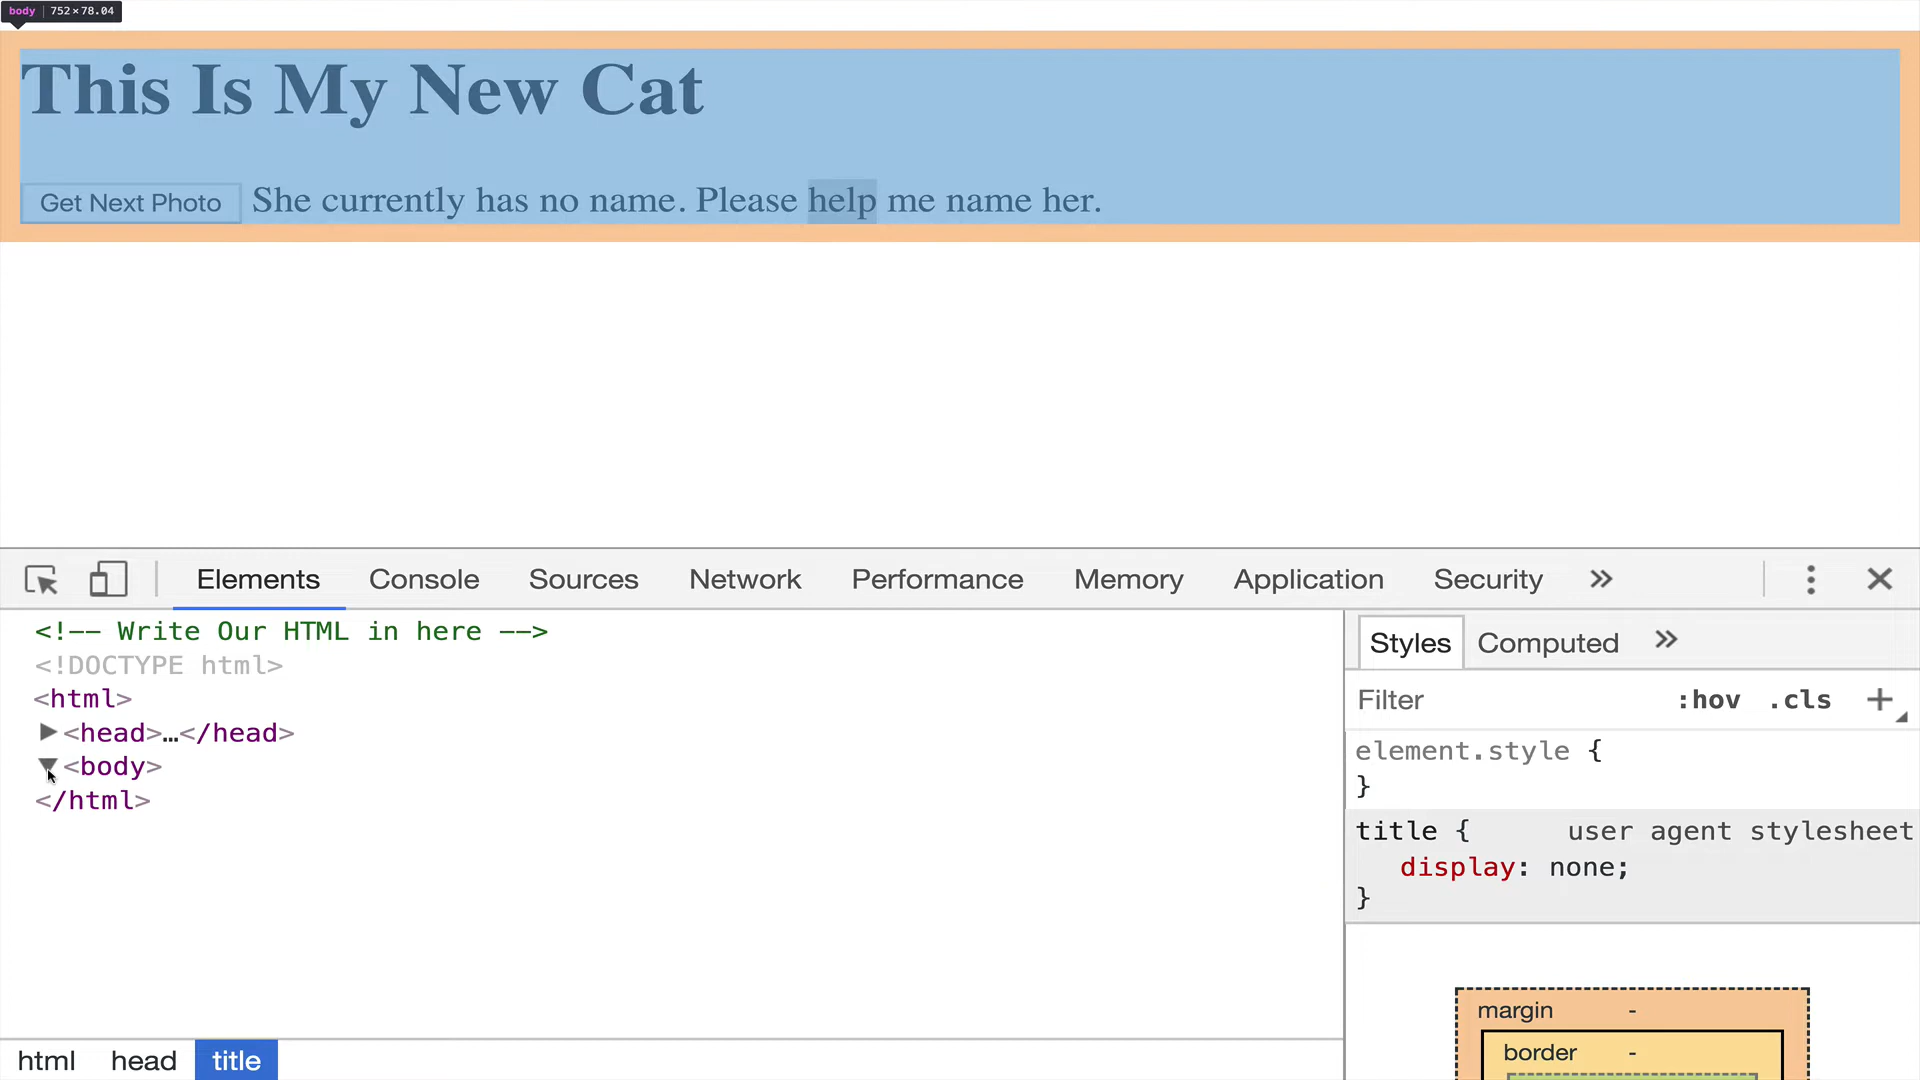 body 752×78.04
This Is My New Cat
Get Next Photo She currently has no name. Please help me name her.
Elements Console Sources Network Performance Memory Application Security »
<!-- Write Our HTML in here -->
<!DOCTYPE html>
<html>
<head>…</head>
<body>
</html>
html head title
Styles Computed »
Filter :hov .cls +
element.style {
}
title { user agent stylesheet
display: none;
}
margin -
border -